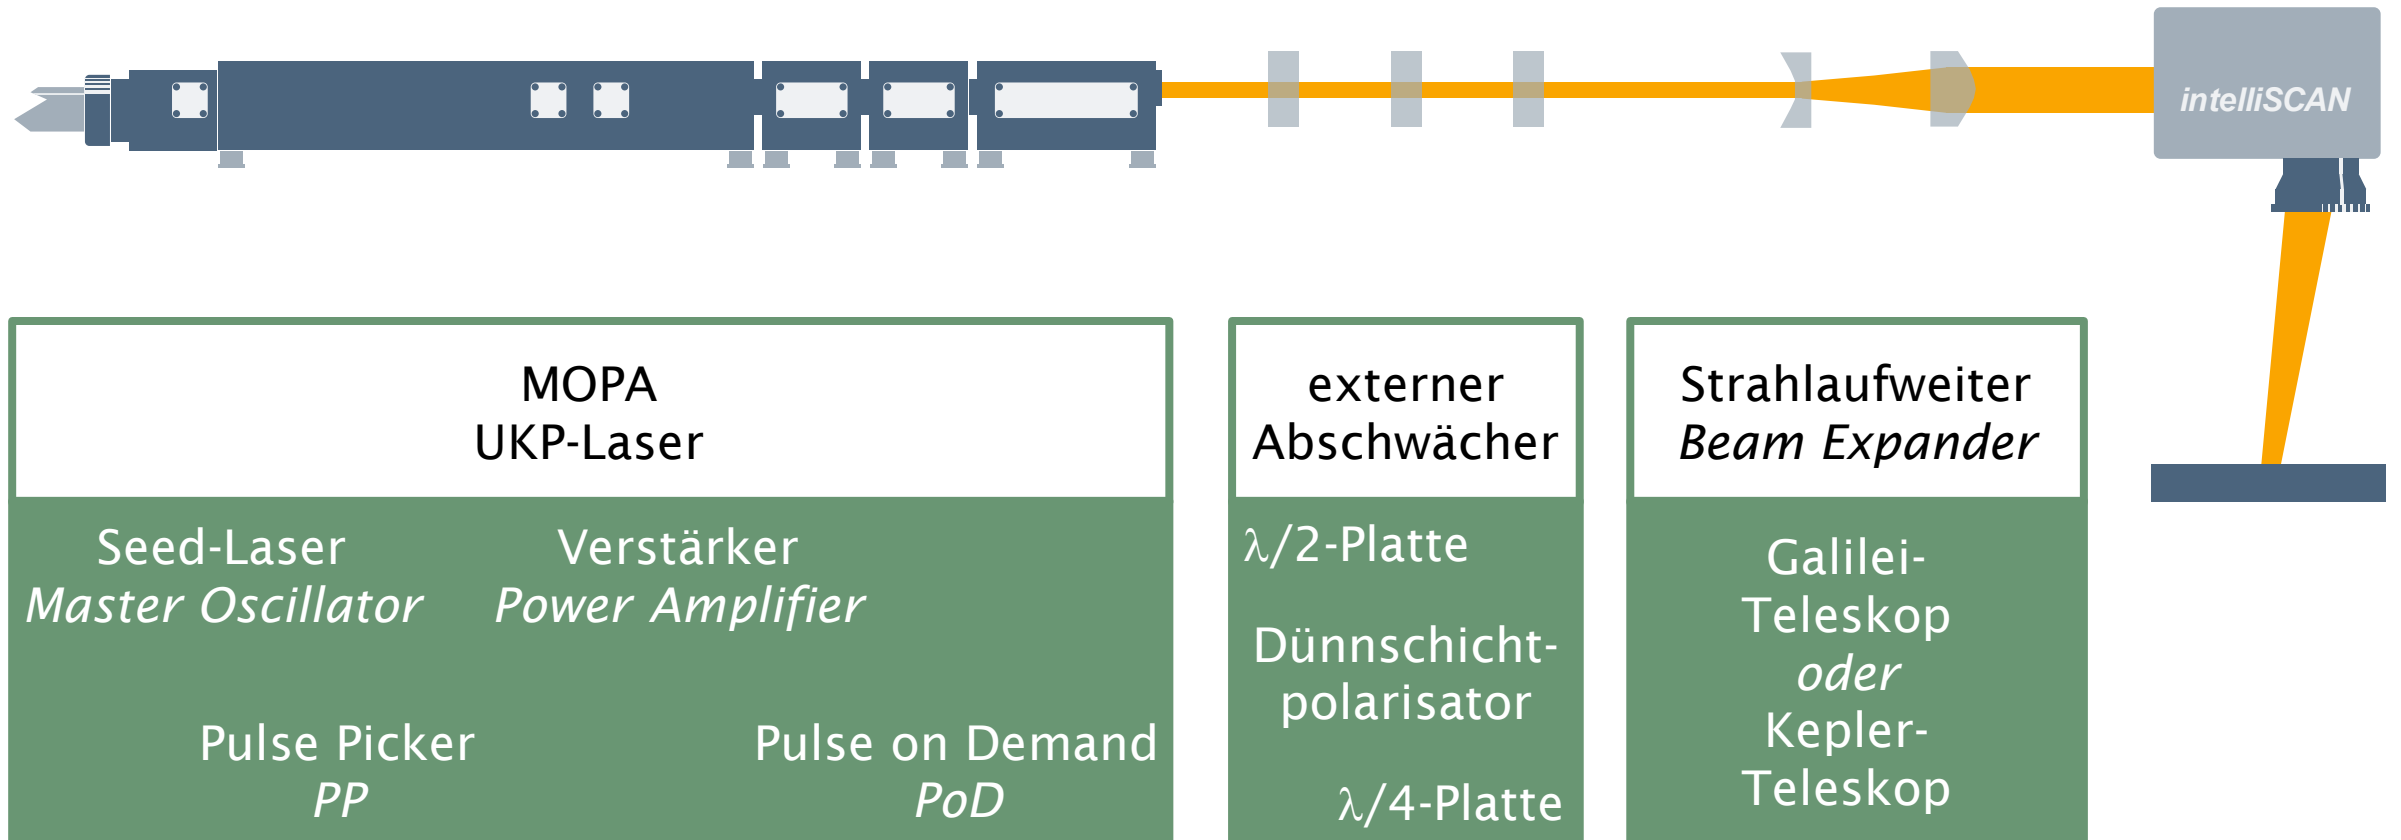 intelliSCAN
MOPA
UKP-Laser
Seed-Laser
Master Oscillator
Verstärker
Power Amplifier
Pulse Picker
PP
Pulse on Demand
PoD
externer
Abschwächer
λ/2-Platte
Dünnschicht-
polarisator
λ/4-Platte
Strahlaufweiter
Beam Expander
Galilei-
Teleskop
oder
Kepler-
Teleskop